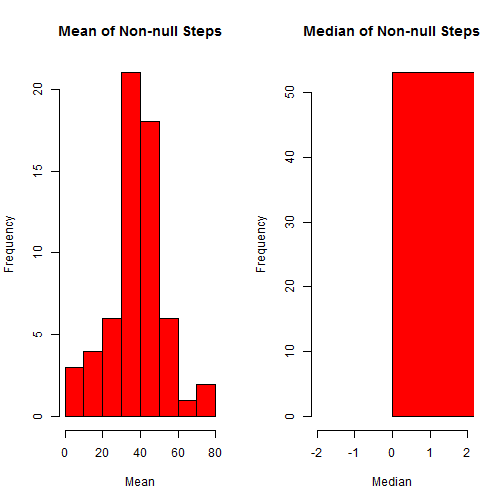 Mean of Non-null Steps
20
15
10
5
0
Frequency
0 20 40 60 80
Mean
Median of Non-null Steps
50
40
30
20
10
0
Frequency
-2 -1 0 1 2
Median